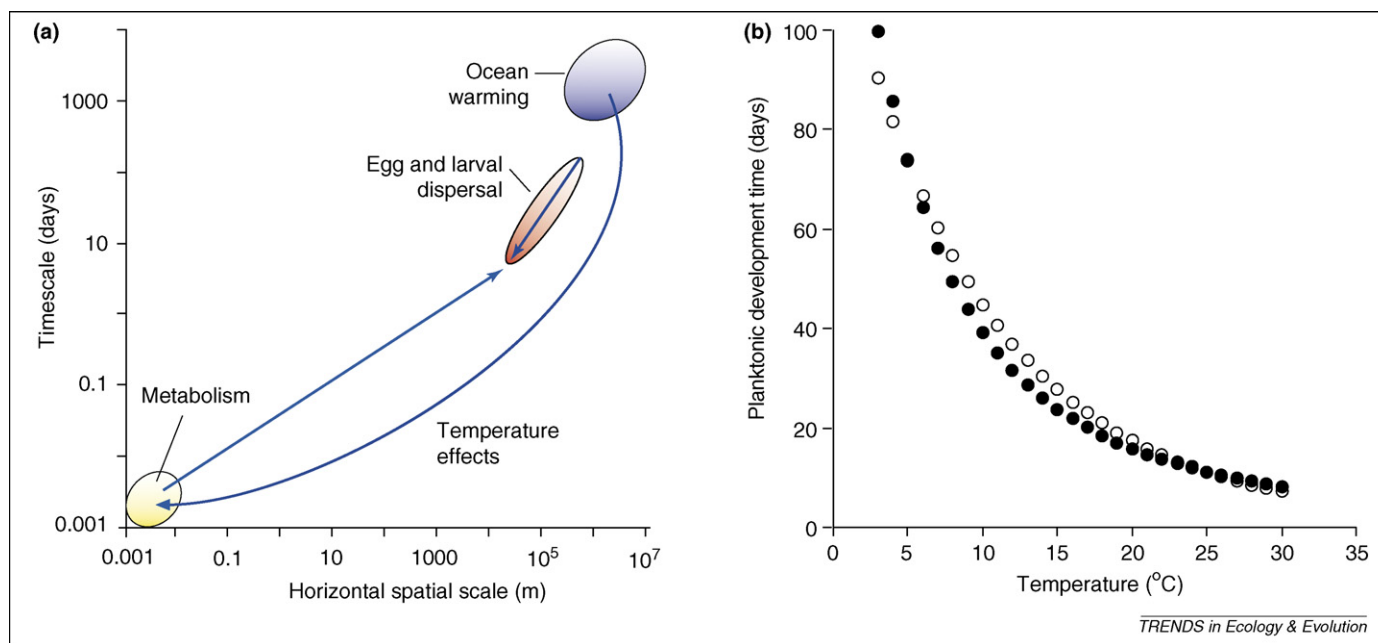 (a)
Timescale (days)
1000
10
0.1
0.001
Ocean
warming
Egg and larval
dispersal
Metabolism
Temperature
effects
0.001
0.1
10
1000
10⁵
10⁷
Horizontal spatial scale (m)
(b)
Planktonic development time (days)
100
80
60
40
20
0
0
5
10
15
20
25
30
35
Temperature (°C)
TRENDS in Ecology & Evolution